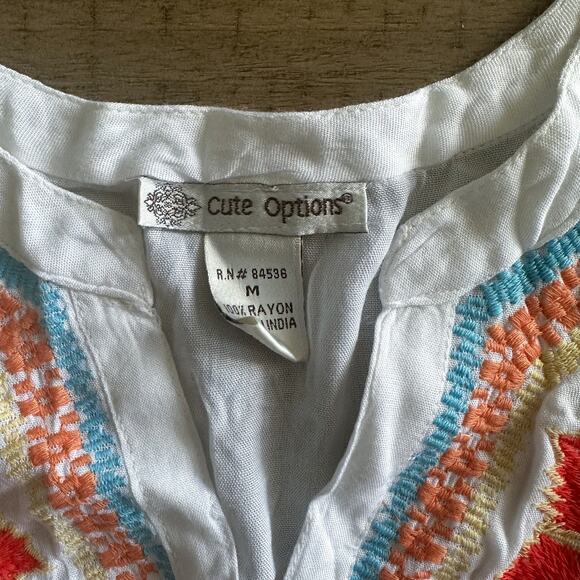 Cute Options®
R.N# 84536
M
100% RAYON
INDIA